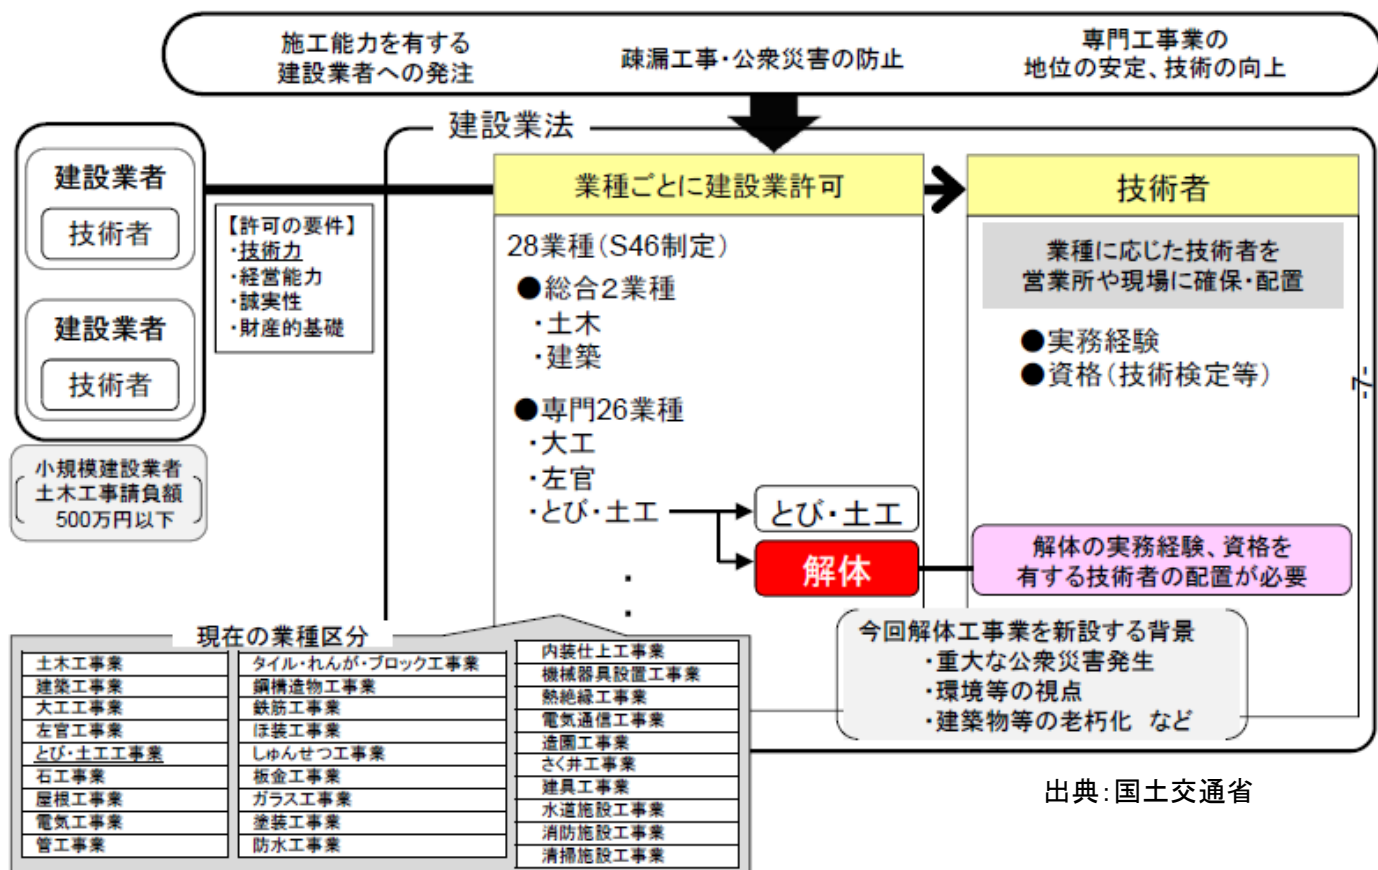 施工能力を有する
建設業者への発注
疎漏工事・公衆災害の防止
専門工事業の
地位の安定、技術の向上
建設業法
建設業者
技術者
建設業者
技術者
小規模建設業者
土木工事請負額
500万円以下
【許可の要件】
・技術力
・経営能力
・誠実性
・財産的基礎
業種ごとに建設業許可
28業種（S46制定）
●総合2業種
・土木
・建築
●専門26業種
・大工
・左官
・とび・土工
・
・
とび・土工
解体
技術者
業種に応じた技術者を
営業所や現場に確保・配置
●実務経験
●資格（技術検定等）
-7-
解体の実務経験、資格を
有する技術者の配置が必要
今回解体工事業を新設する背景
・重大な公衆災害発生
・環境等の視点
・建築物等の老朽化 など
現在の業種区分
土木工事業
建築工事業
大工工事業
左官工事業
とび・土工工事業
石工事業
屋根工事業
電気工事業
管工事業
タイル・れんが・ブロック工事業
鋼構造物工事業
鉄筋工事業
ほ装工事業
しゅんせつ工事業
板金工事業
ガラス工事業
塗装工事業
防水工事業
内装仕上工事業
機械器具設置工事業
熱絶縁工事業
電気通信工事業
造園工事業
さく井工事業
建具工事業
水道施設工事業
消防施設工事業
清掃施設工事業
出典：国土交通省